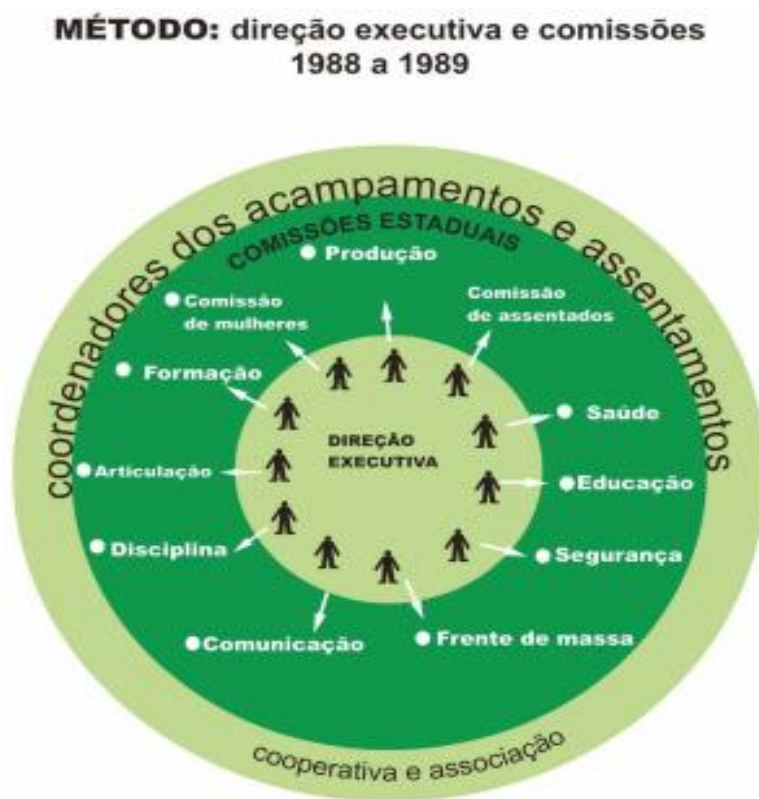 MÉTODO: direção executiva e comissões
1988 a 1989
coordenadores dos acampamentos e assentamentos
COMISSÕES ESTADUAIS
Produção
Comissão
de mulheres
Comissão
de assentados
Formação
Saúde
DIREÇÃO
EXECUTIVA
Articulação
Educação
Disciplina
Segurança
Comunicação
Frente de massa
cooperativa e associação